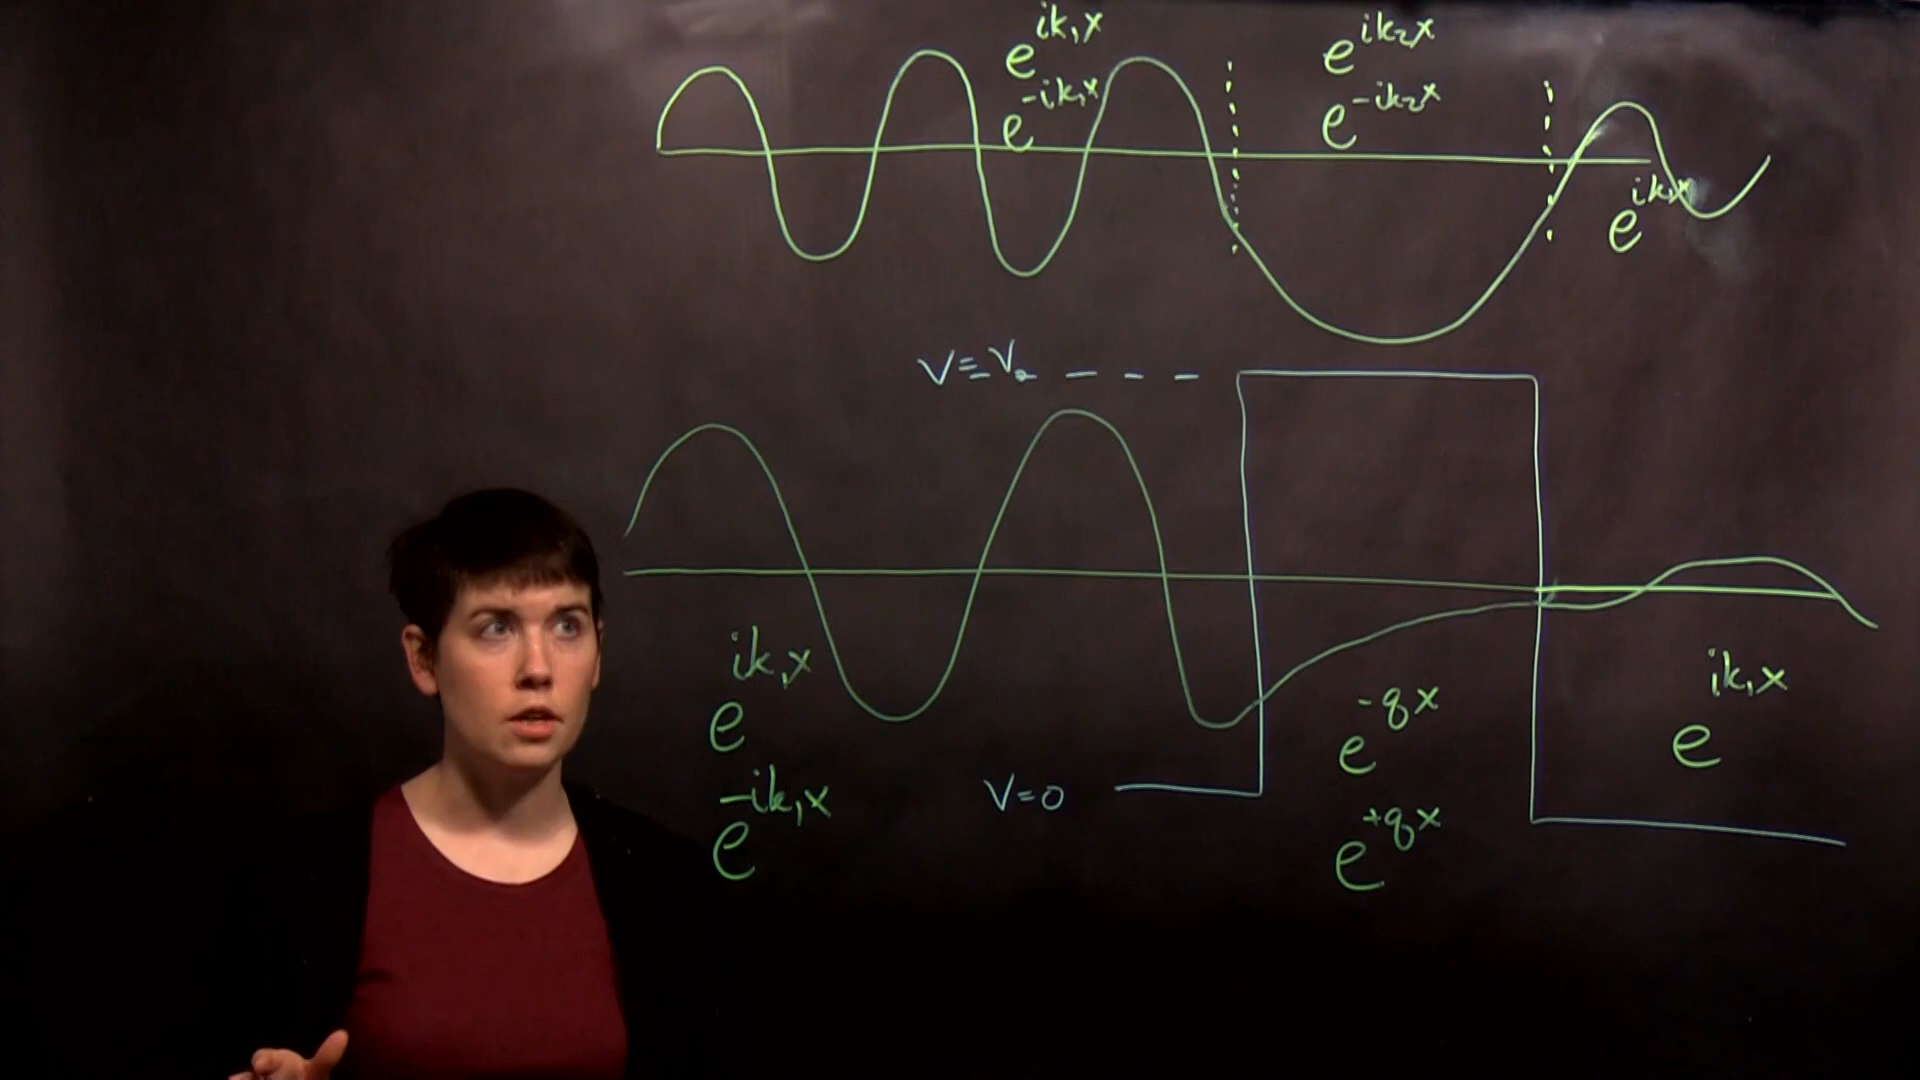 e^{ik₁x}
e^{-ik₁x}
e^{ik₂x}
e^{-ik₂x}
e^{ik₁x}
V=V₀
e^{ik₁x}
e^{-ik₁x}
V=0
e^{-qx}
e^{+qx}
e^{ik₁x}